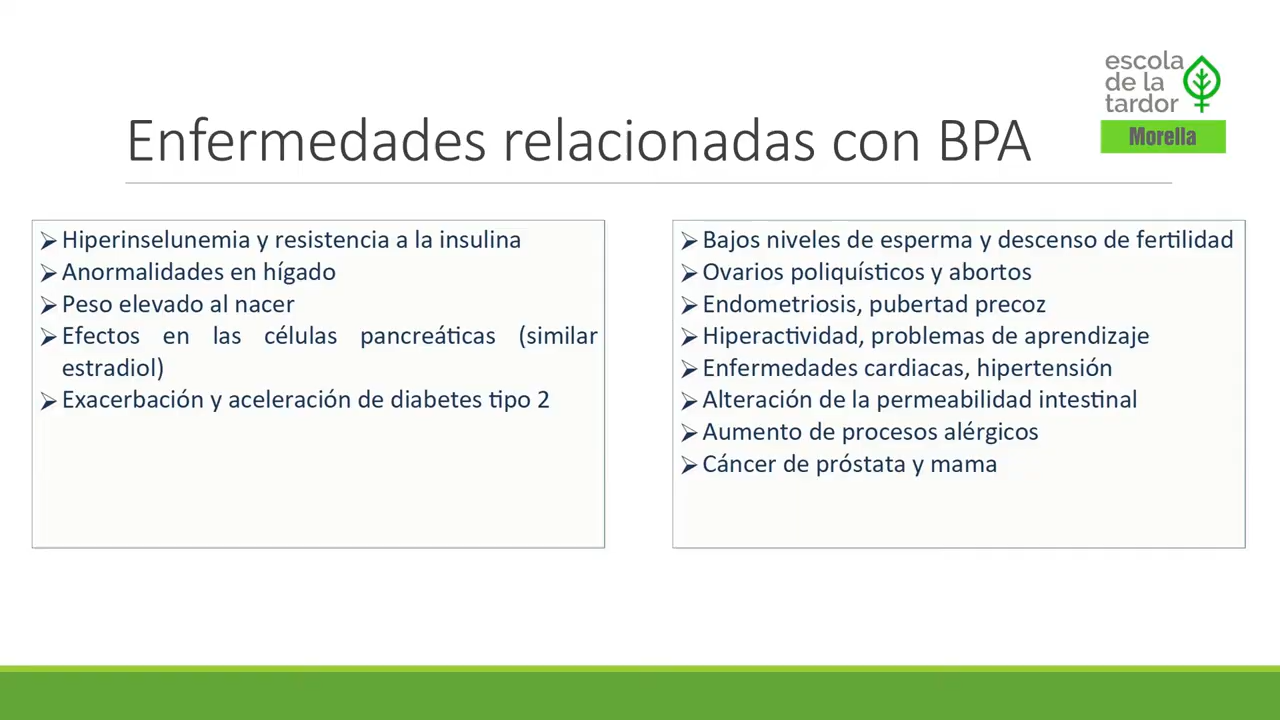 escola
de la
tardor
Morella
Enfermedades relacionadas con BPA
➢Hiperinselunemia y resistencia a la insulina
➢Anormalidades en hígado
➢Peso elevado al nacer
➢Efectos en las células pancreáticas (similar
estradiol)
➢Exacerbación y aceleración de diabetes tipo 2
➢Bajos niveles de esperma y descenso de fertilidad
➢Ovarios poliquísticos y abortos
➢Endometriosis, pubertad precoz
➢Hiperactividad, problemas de aprendizaje
➢Enfermedades cardiacas, hipertensión
➢Alteración de la permeabilidad intestinal
➢Aumento de procesos alérgicos
➢Cáncer de próstata y mama